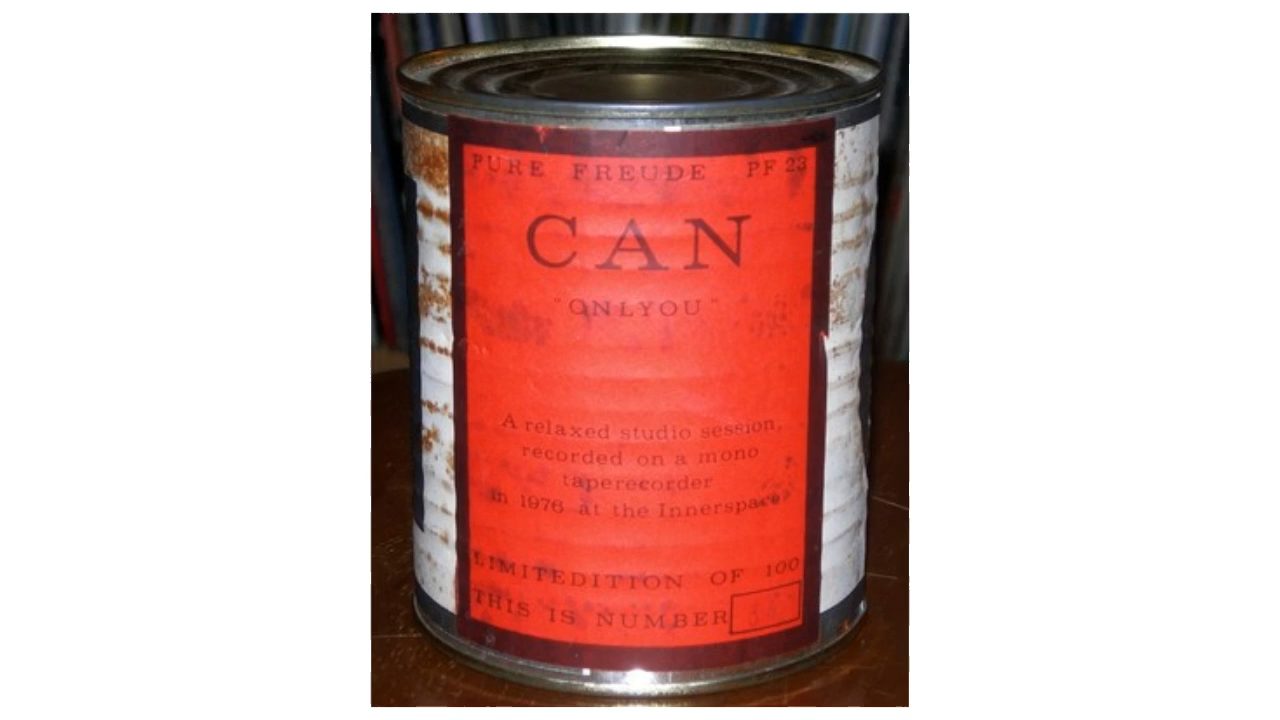 PURE FREUDE PF 23
CAN
"ONLYOU"
A relaxed studio session,
recorded on a mono
taperecorder
in 1976 at the Innerspace
LIMITEDITION OF 100
THIS IS NUMBER